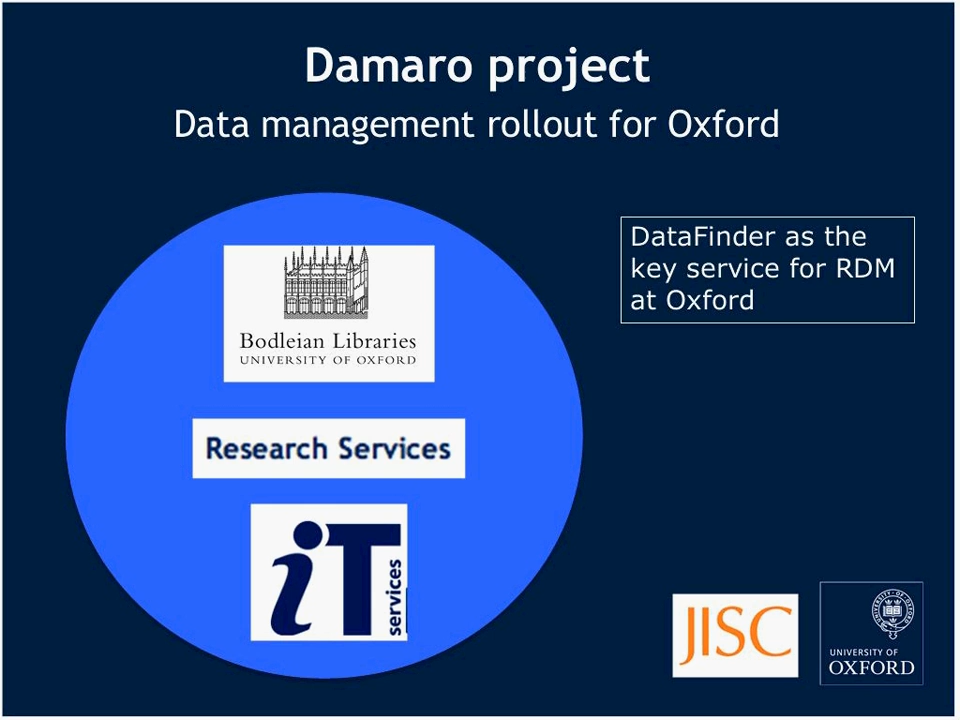 Damaro project
Data management rollout for Oxford
Bodleian Libraries
UNIVERSITY OF OXFORD
Research Services
iT
services
DataFinder as the
key service for RDM
at Oxford
JISC
UNIVERSITY OF
OXFORD